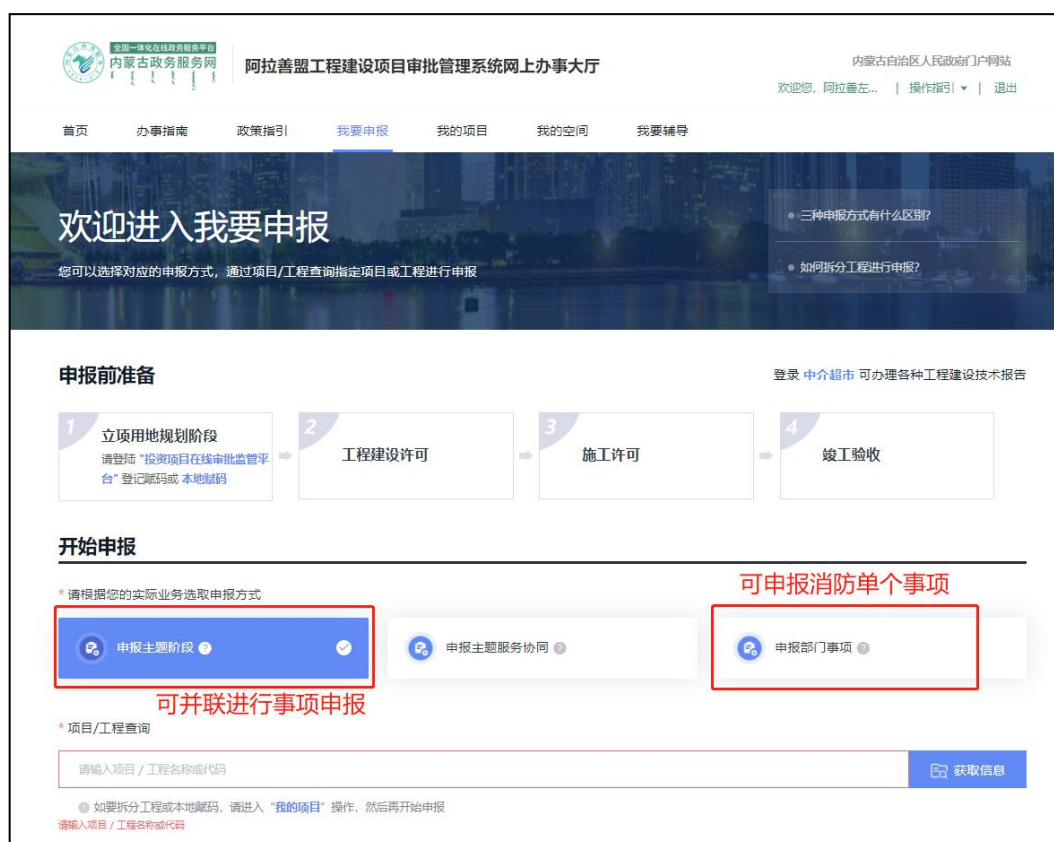 全国一体化在线政务服务平台
内蒙古政务服务网
阿拉善盟工程建设项目审批管理系统网上办事大厅
内蒙古自治区人民政府门户网站
欢迎您, 阿拉善左... | 操作指引 | 退出
首页 办事指南 政策指引 我要申报 我的项目 我的空间 我要辅导
欢迎进入我要申报
您可以选择对应的申报方式，通过项目/工程查询指定项目或工程进行申报
三种申报方式有什么区别?
如何拆分工程进行申报?
申报前准备
登录 中介超市 可办理各种工程建设技术报告
1
立项用地规划阶段
请登陆 "投资项目在线审批监管平
台" 登记赋码或 本地赋码
2
工程建设许可
3
施工许可
4
竣工验收
开始申报
* 请根据您的实际业务选取申报方式
可申报消防单个事项
申报主题阶段 ?
申报主题服务协同 ?
申报部门事项 ?
可并联进行事项申报
* 项目/工程查询
请输入项目 / 工程名称或代码
获取信息
如要拆分工程或本地赋码, 请进入 "我的项目" 操作，然后再开始申报
请输入项目 / 工程名称或代码